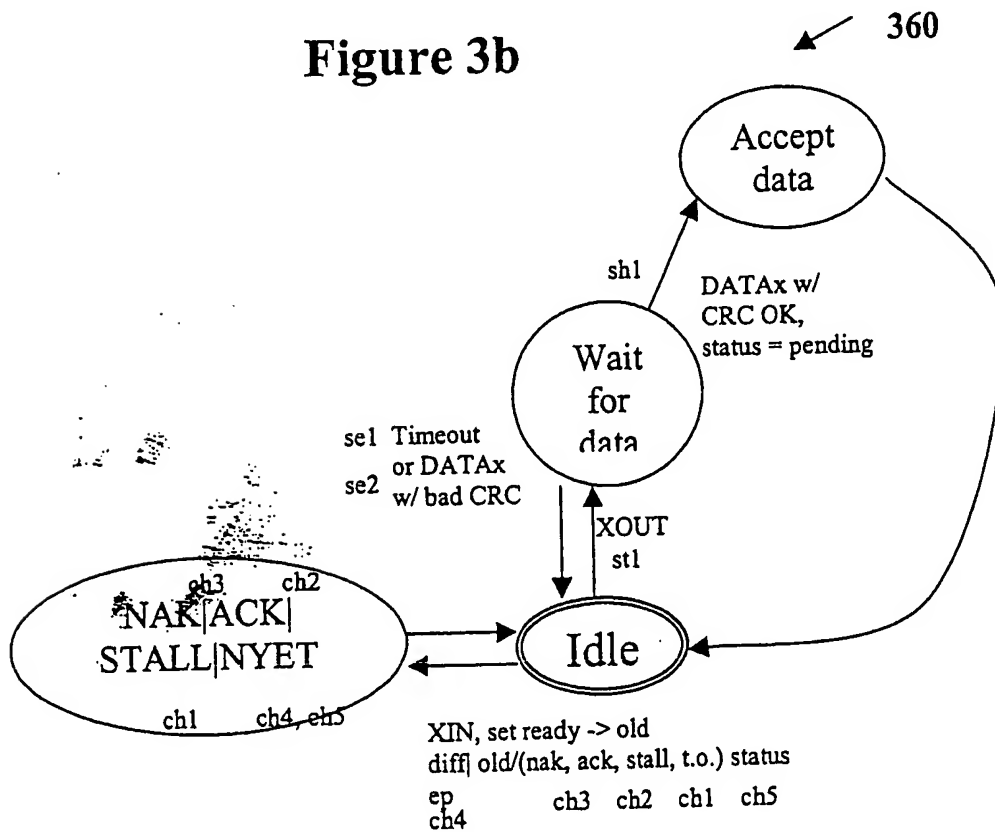 Figure 3b
360
Accept
data
sh1
DATAx w/
CRC OK,
status = pending
Wait
for
data
se1 Timeout
or DATAx
se2
w/ bad CRC
XOUT
st1
ch3 ch2
NAK|ACK|
STALL|NYET
ch1 ch4, ch5
Idle
XIN, set ready -> old
diff| old/(nak, ack, stall, t.o.) status
ep
ch3 ch2 ch1 ch5
ch4